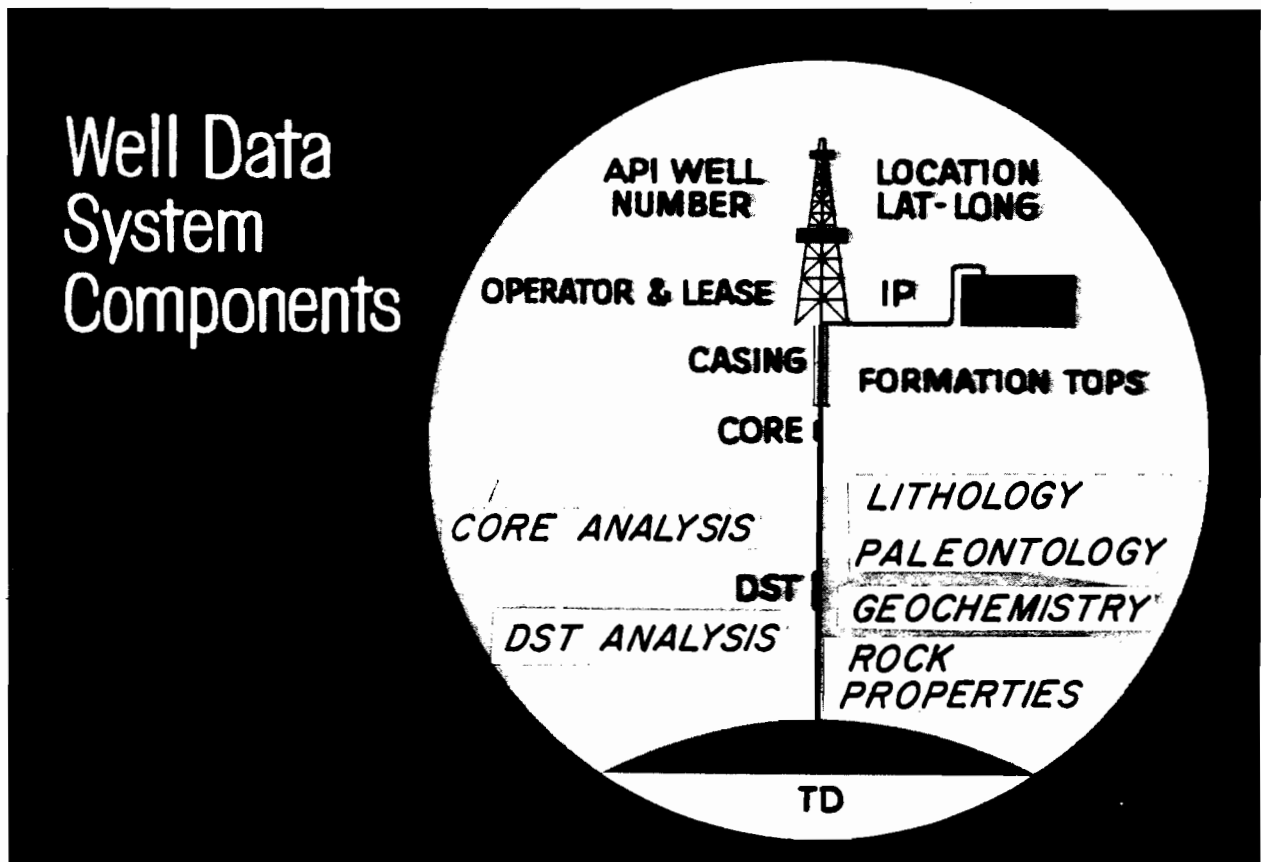 Well Data
System
Components
API WELL
NUMBER
LOCATION
LAT-LONG
OPERATOR & LEASE
IP
CASING
FORMATION TOPS
CORE
LITHOLOGY
CORE ANALYSIS
PALEONTOLOGY
DST
GEOCHEMISTRY
DST ANALYSIS
ROCK
PROPERTIES
TD